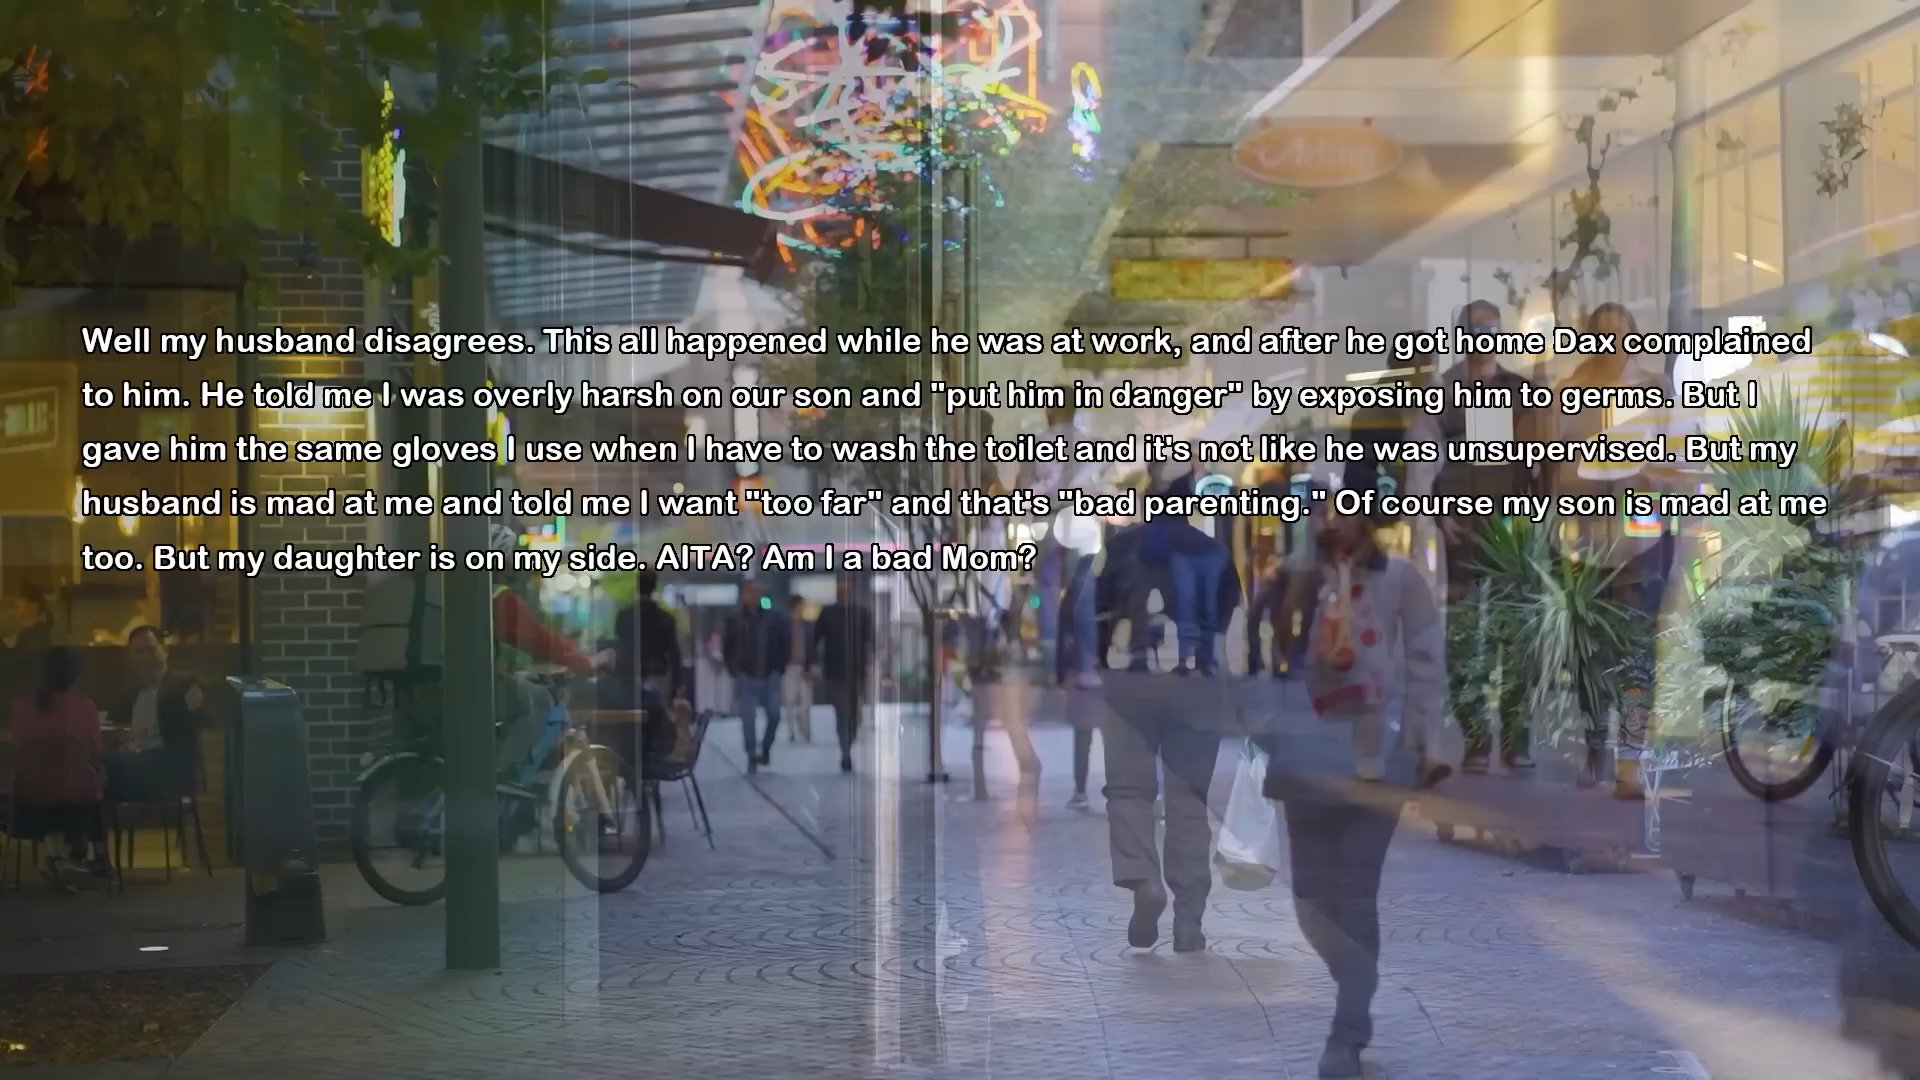 Well my husband disagrees. This all happened while he was at work, and after he got home Dax complained
to him. He told me I was overly harsh on our son and "put him in danger" by exposing him to germs. But I
gave him the same gloves I use when I have to wash the toilet and it's not like he was unsupervised. But my
husband is mad at me and told me I want "too far" and that's "bad parenting." Of course my son is mad at me
too. But my daughter is on my side. AITA? Am I a bad Mom?